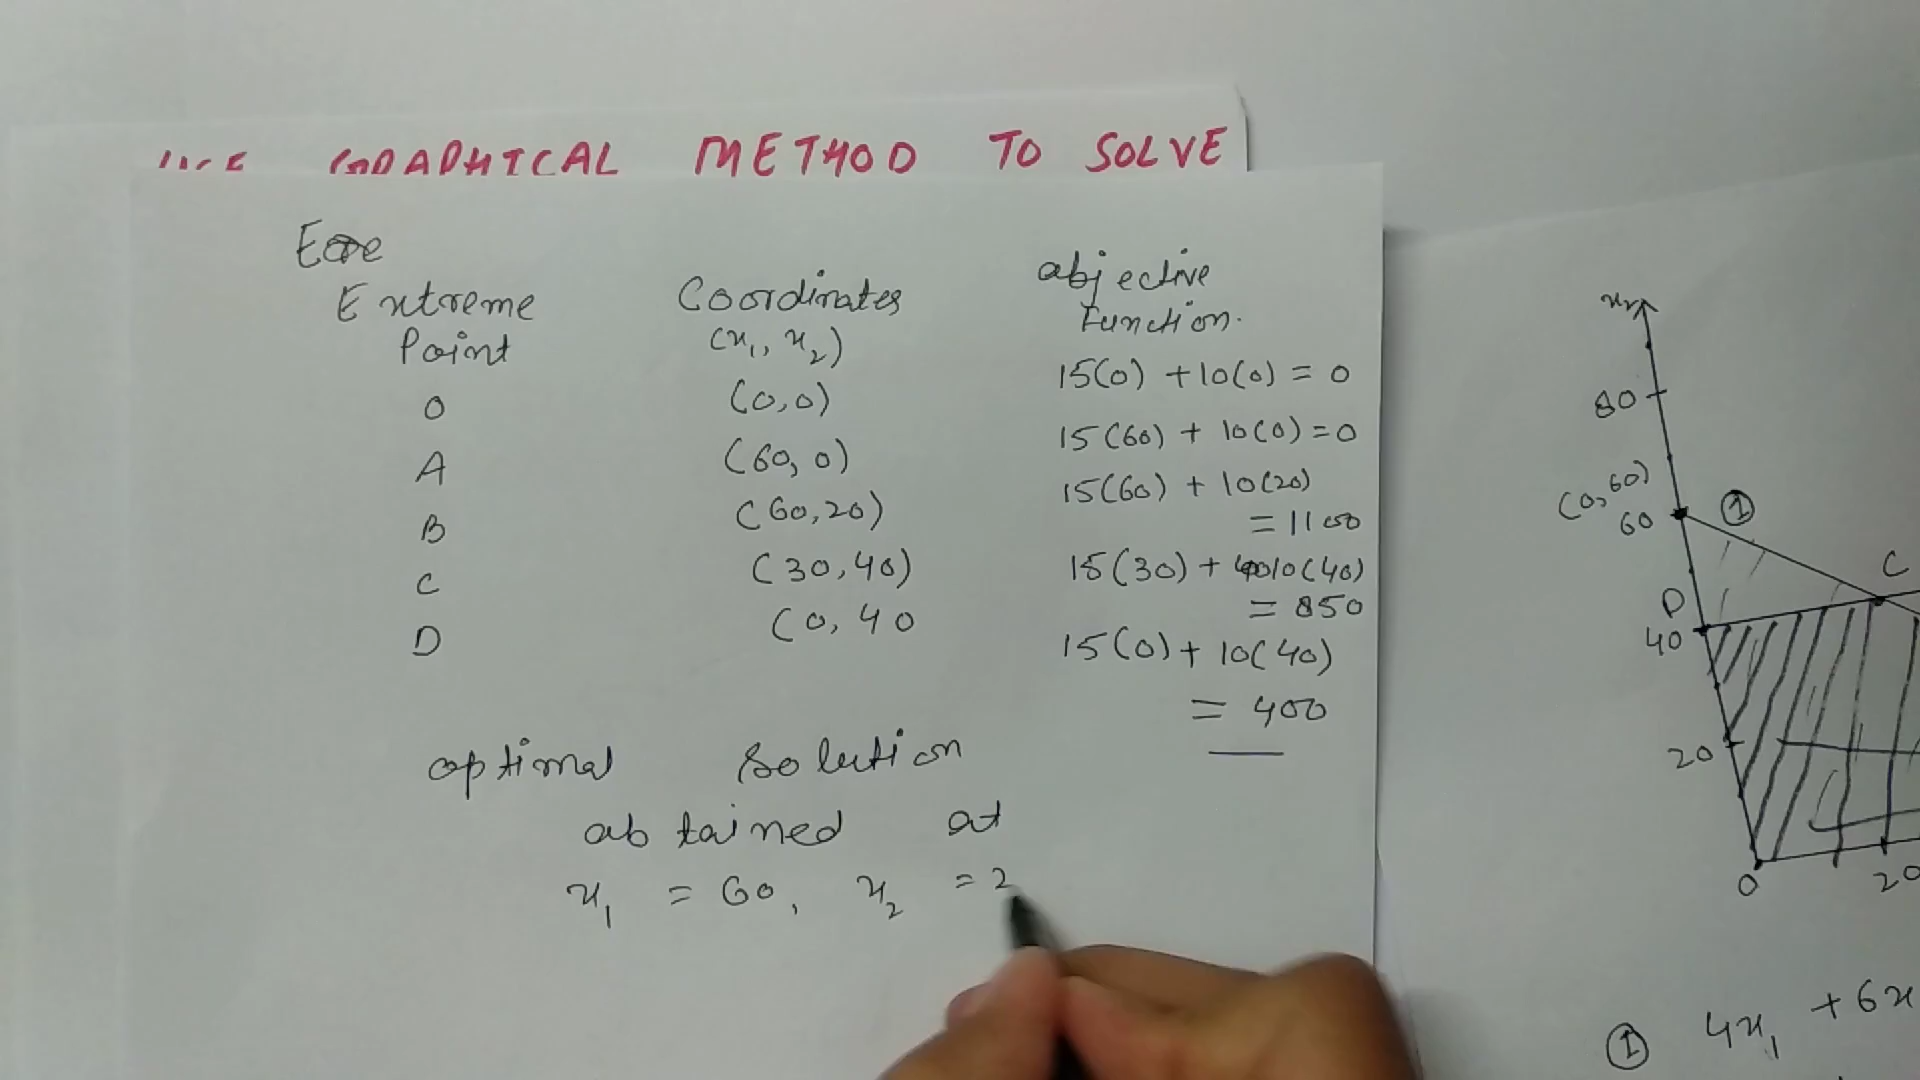 GRAPHICAL METHOD TO SOLVE
Extreme Point
Coordinates (x₁, x₂)
abjective Function.
O (0,0) 15(0) + 10(0) = 0
A (60,0) 15(60) + 10(0) = 0
B (60,20) 15(60) + 10(20)
= 1100
C (30,40) 15(30) + 10(40)
= 850
D (0,40 15(0) + 10(40)
= 400
optimal solution
abtained at
x₁ = 60, x₂ = 2
x₂
80
(0,60)
60
①
C
D
40
20
O
20
① 4x₁ + 6x